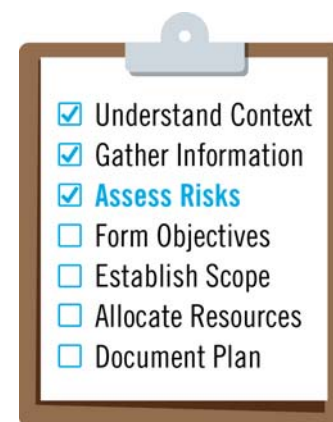 Understand Context
Gather Information
Assess Risks
Form Objectives
Establish Scope
Allocate Resources
Document Plan